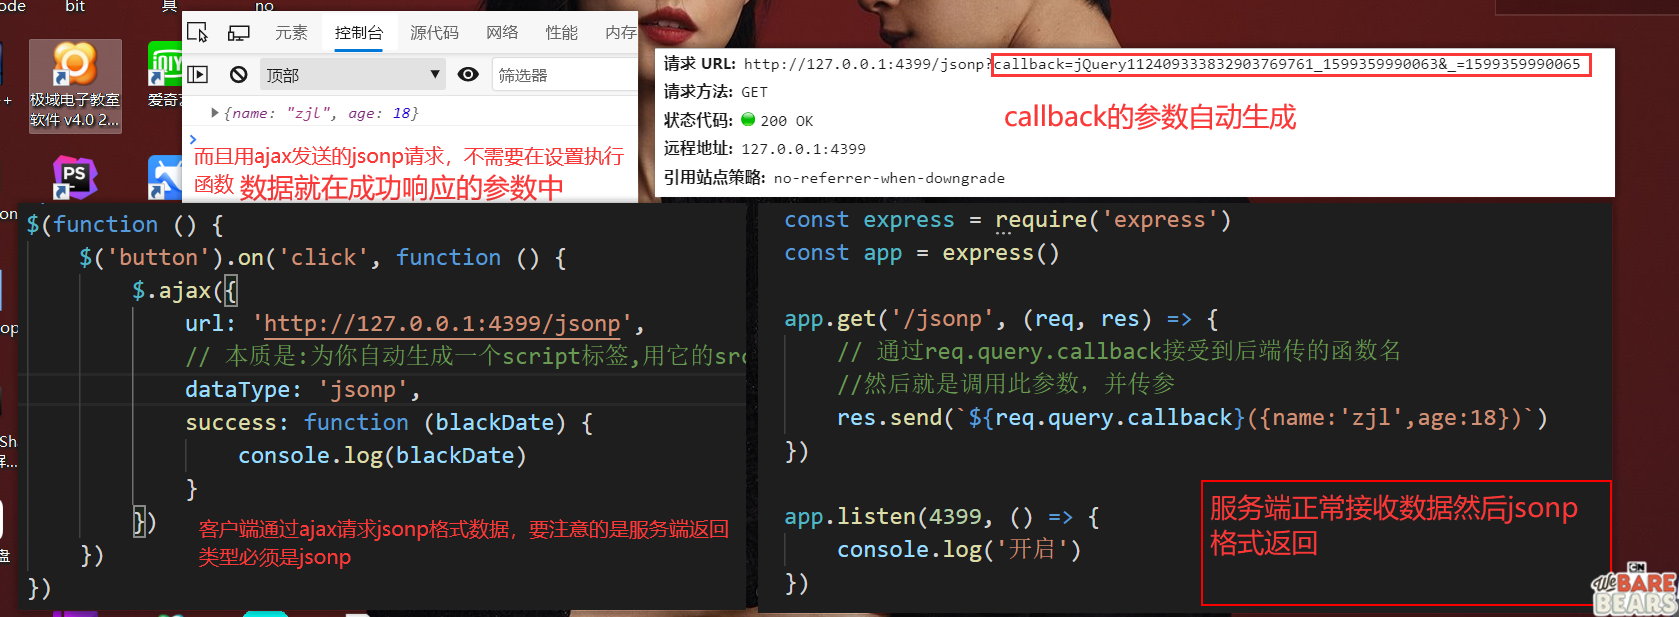 ode
bit
具
no
元素
控制台
源代码
网络
性能
内存
顶部
筛选器
{name: "zjl", age: 18}
而且用ajax发送的jsonp请求，不需要在设置执行
函数 数据就在成功响应的参数中
请求 URL: http://127.0.0.1:4399/jsonp?callback=jQuery112409333832903769761_1599359990063&_=1599359990065
请求方法: GET
状态代码: 200 OK
远程地址: 127.0.0.1:4399
引用站点策略: no-referrer-when-downgrade
callback的参数自动生成
极域电子教室
软件 v4.0 2...
爱奇
PS
$(function () {
$('button').on('click', function () {
$.ajax({
url: 'http://127.0.0.1:4399/jsonp',
// 本质是:为你自动生成一个script标签,用它的src
dataType: 'jsonp',
success: function (blackDate) {
console.log(blackDate)
}
})
})
})
客户端通过ajax请求jsonp格式数据，要注意的是服务端返回
类型必须是jsonp
const express = require('express')
const app = express()
app.get('/jsonp', (req, res) => {
// 通过req.query.callback接受到后端传的函数名
//然后就是调用此参数，并传参
res.send(`${req.query.callback}({name:'zjl',age:18})`)
})
app.listen(4399, () => {
console.log('开启')
})
服务端正常接收数据然后jsonp
格式返回
CN
We BARE
BEARS